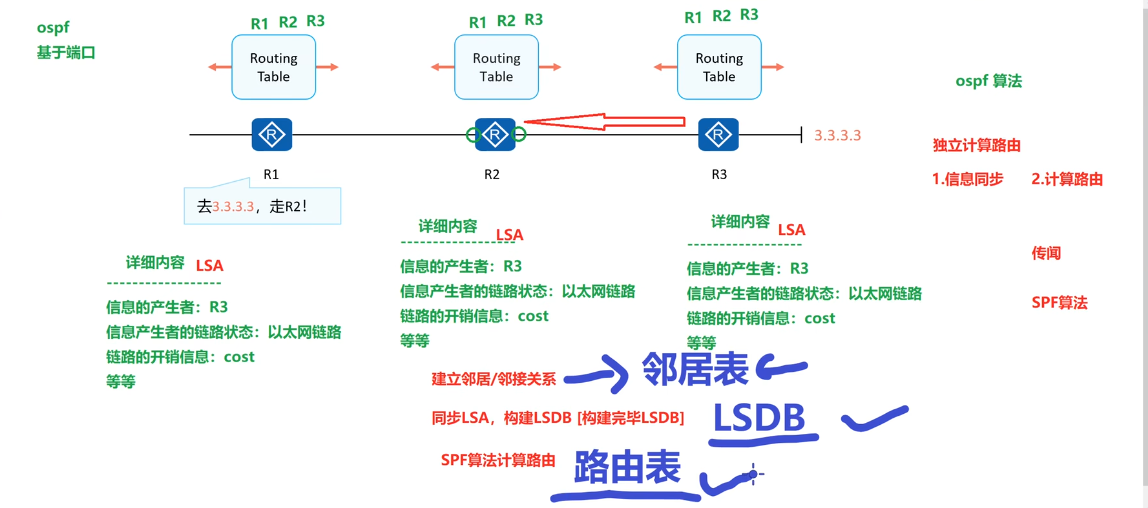 ospf
基于端口
R1 R2 R3
Routing
Table
R1 R2 R3
Routing
Table
R1 R2 R3
Routing
Table
ospf 算法
R
R
R
3.3.3.3
R1
R2
R3
去3.3.3.3，走R2！
独立计算路由
1.信息同步
2.计算路由
传闻
SPF算法
详细内容 LSA
------------------
信息的产生者：R3
信息产生者的链路状态：以太网链路
链路的开销信息：cost
等等
详细内容 LSA
------------------
信息的产生者：R3
信息产生者的链路状态：以太网链路
链路的开销信息：cost
等等
详细内容 LSA
------------------
信息的产生者：R3
信息产生者的链路状态：以太网链路
链路的开销信息：cost
等等
建立邻居/邻接关系 邻居表
同步LSA，构建LSDB [构建完毕LSDB] LSDB
SPF算法计算路由 路由表